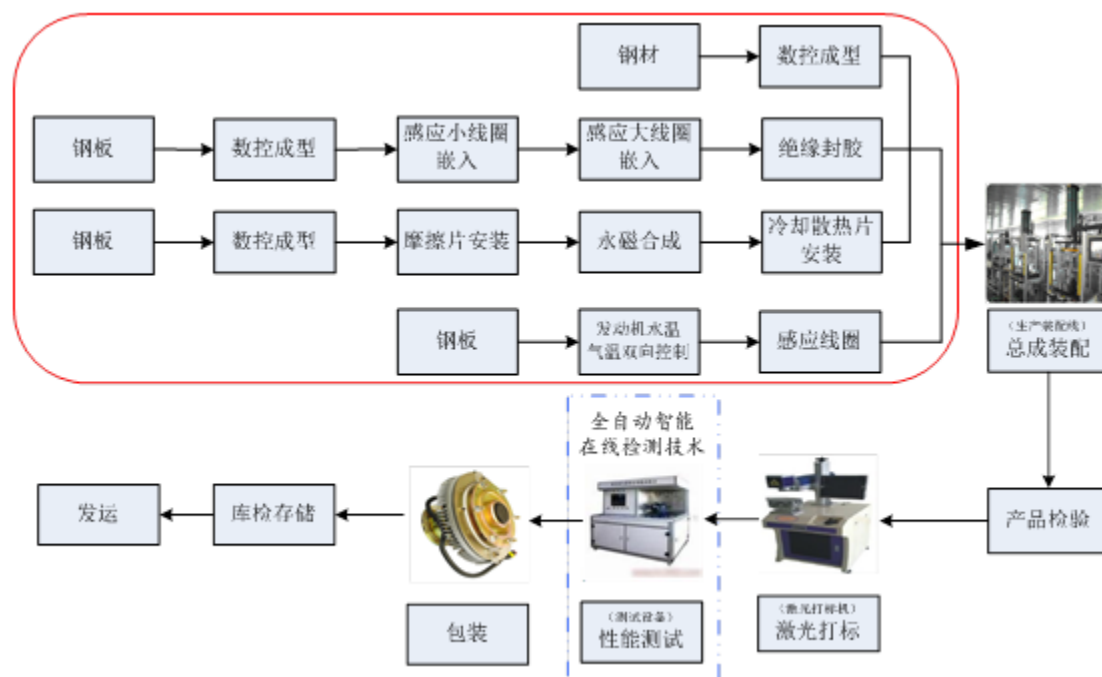 钢材
数控成型
钢板
数控成型
感应小线圈
嵌入
感应大线圈
嵌入
绝缘封胶
钢板
数控成型
摩擦片安装
永磁合成
冷却散热片
安装
钢板
发动机水温
气温双向控制
感应线圈
（生产装配线）
总成装配
全自动智能
在线检测技术
发运
库检存储
产品检验
包装
（测试设备）
性能测试
（激光打标机）
激光打标